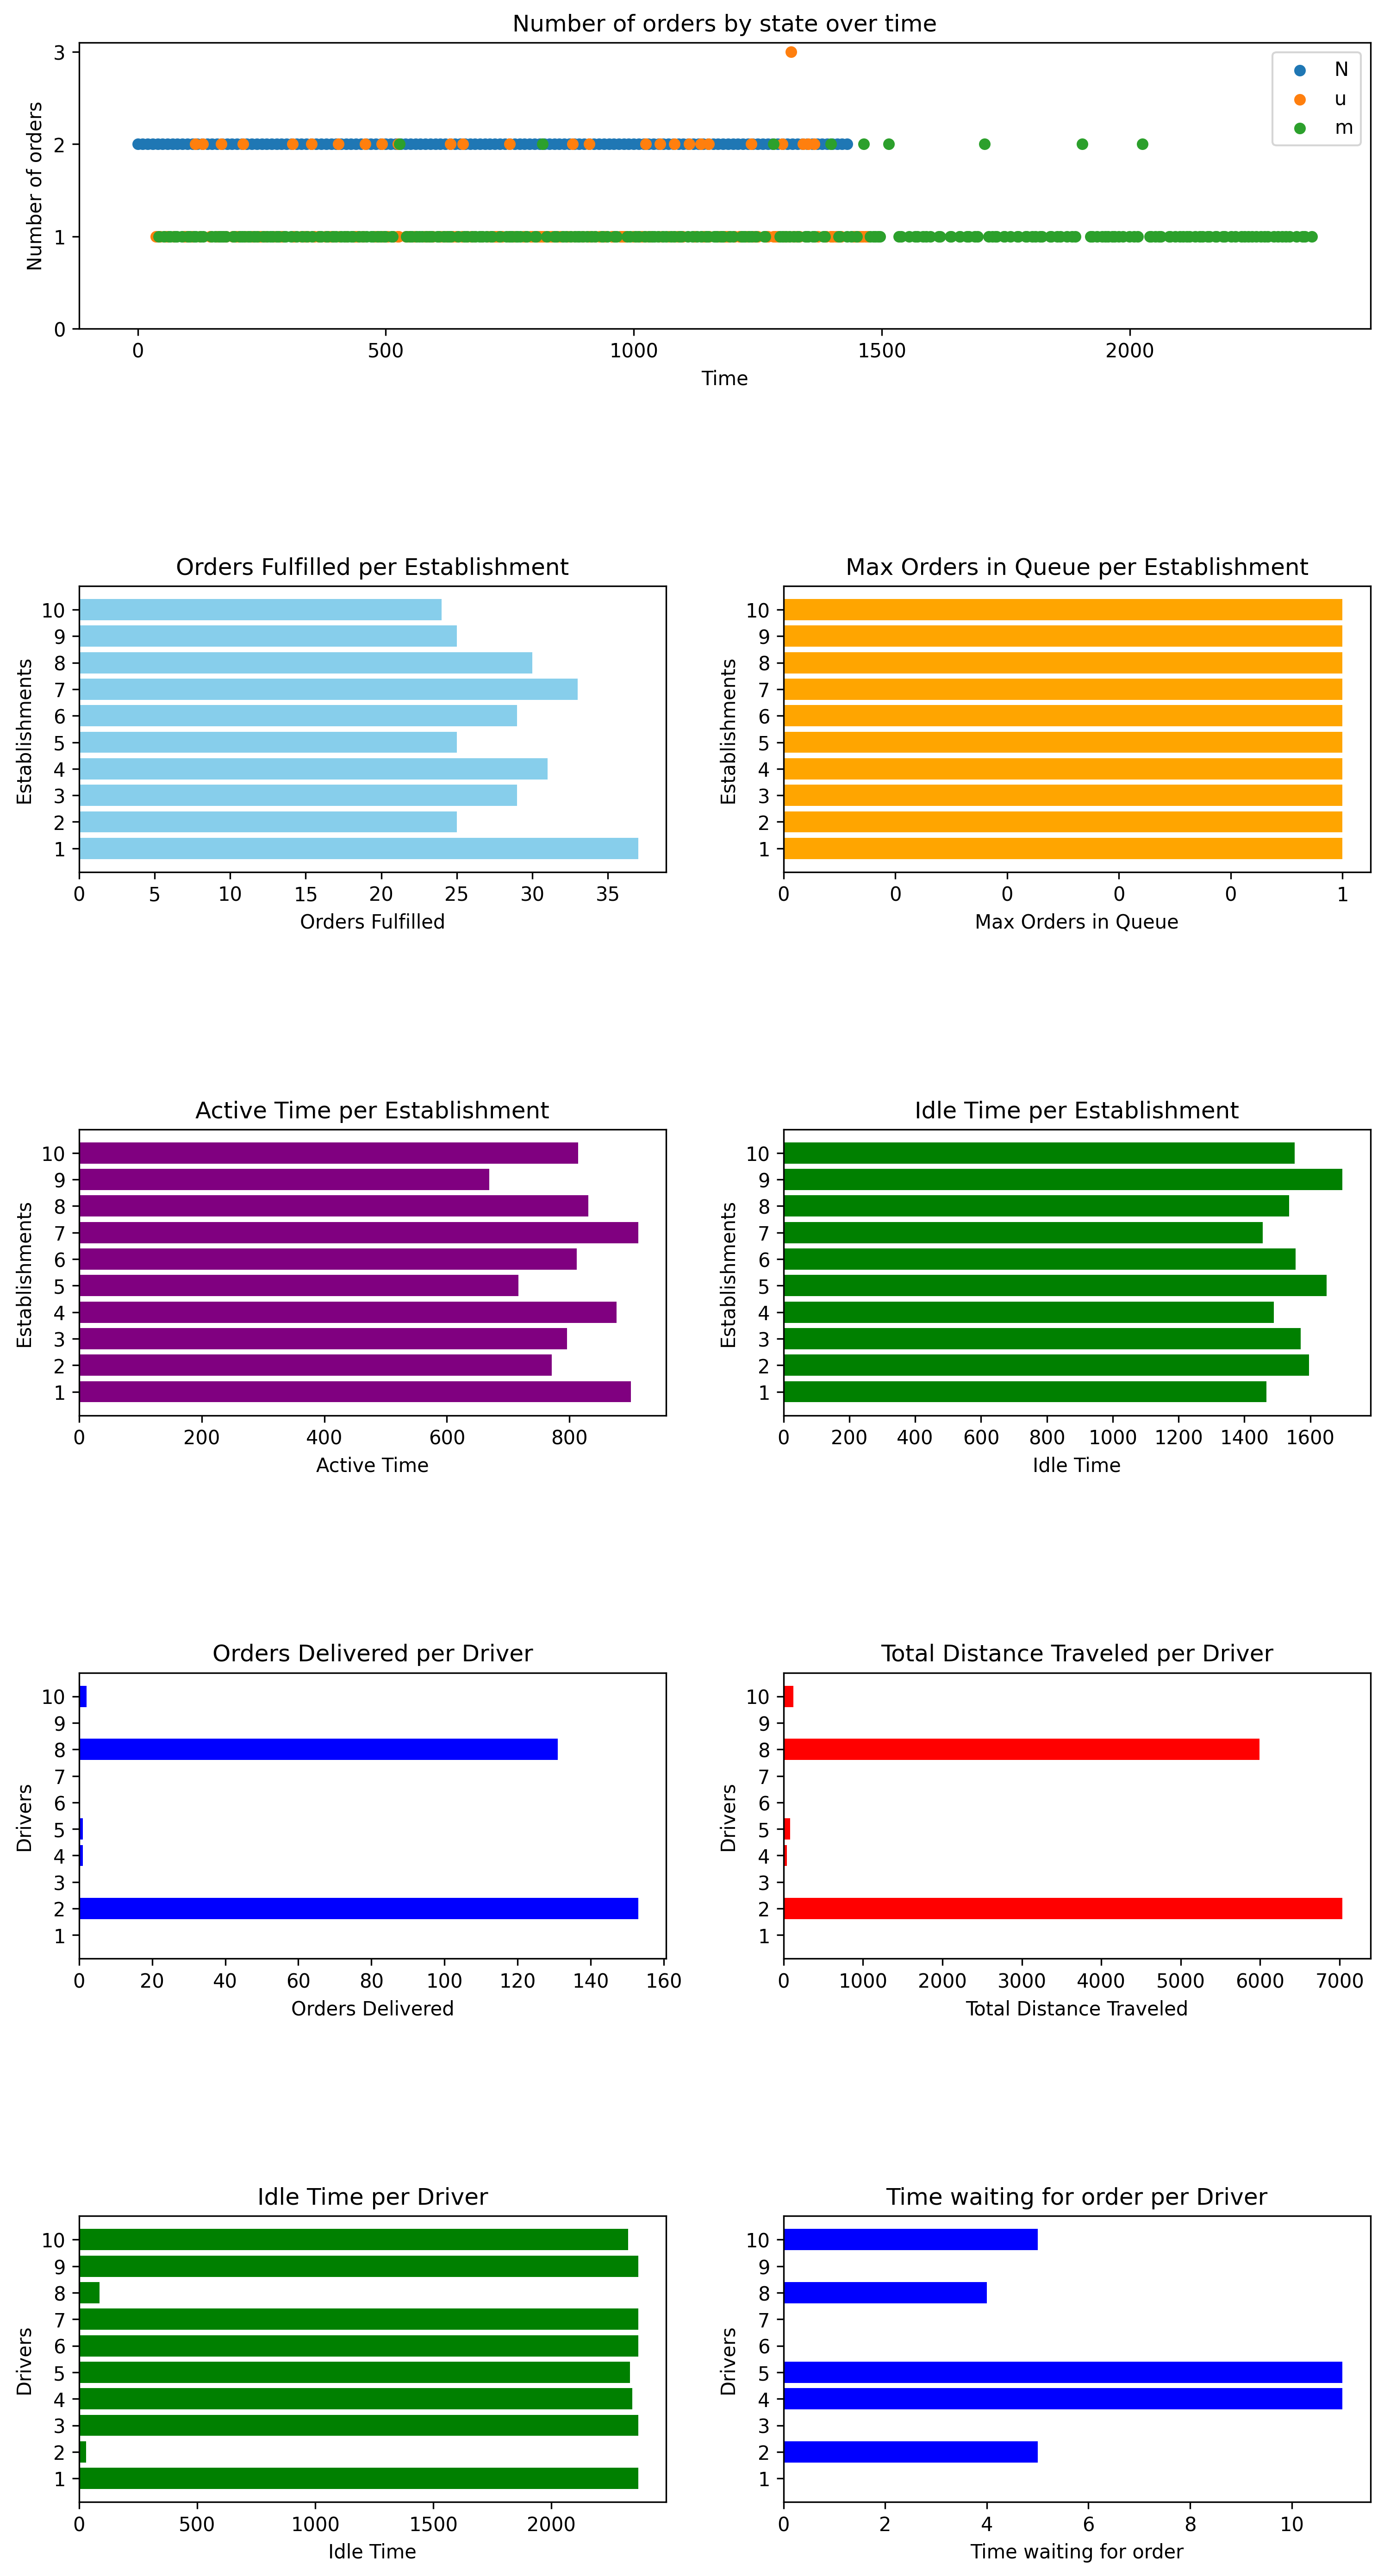 Number of orders by state over time
Number of orders
3
2
1
0
N
u
m
0 500 1000 1500 2000
Time
Orders Fulfilled per Establishment
Establishments
10
9
8
7
6
5
4
3
2
1
0 5 10 15 20 25 30 35
Orders Fulfilled
Max Orders in Queue per Establishment
Establishments
10
9
8
7
6
5
4
3
2
1
0 0 0 0 0 1
Max Orders in Queue
Active Time per Establishment
Establishments
10
9
8
7
6
5
4
3
2
1
0 200 400 600 800
Active Time
Idle Time per Establishment
Establishments
10
9
8
7
6
5
4
3
2
1
0 200 400 600 800 1000 1200 1400 1600
Idle Time
Orders Delivered per Driver
Drivers
10
9
8
7
6
5
4
3
2
1
0 20 40 60 80 100 120 140 160
Orders Delivered
Total Distance Traveled per Driver
Drivers
10
9
8
7
6
5
4
3
2
1
0 1000 2000 3000 4000 5000 6000 7000
Total Distance Traveled
Idle Time per Driver
Drivers
10
9
8
7
6
5
4
3
2
1
0 500 1000 1500 2000
Idle Time
Time waiting for order per Driver
Drivers
10
9
8
7
6
5
4
3
2
1
0 2 4 6 8 10
Time waiting for order